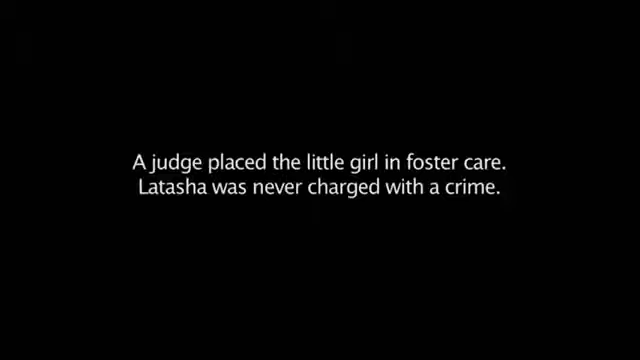 A judge placed the little girl in foster care.
Latasha was never charged with a crime.